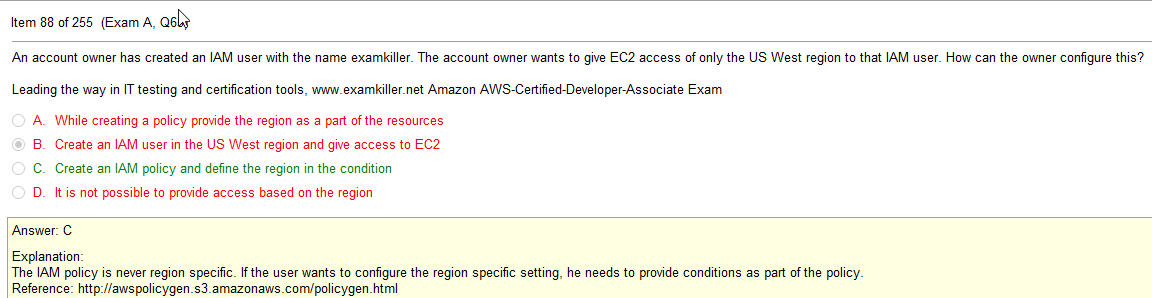 Item 88 of 255 (Exam A,
An account owner has created an IAM user with the name examkiller. The account owner wants to give EC2 access of only the US West region to that IAM user. How can the owner configure this?
Leading the way in IT testing and certification tools, www.examkiller.net Amazon AWS-Certified-Developer-Associate Exam
A. While creating a policy provide the region as a part of the resources
B. Create an IAM user in the US West region and give access to EC2
C. Create an IAM policy and define the region in the condition
D. It is not possible to provide access based on the region
Answer: C
Explanation:
The IAM policy is never region specific. If the user wants to configure the region specific setting, he needs to provide conditions as part of the policy.
Reference: http://awspolicygen.s3.amazonaws.com/policygen.html